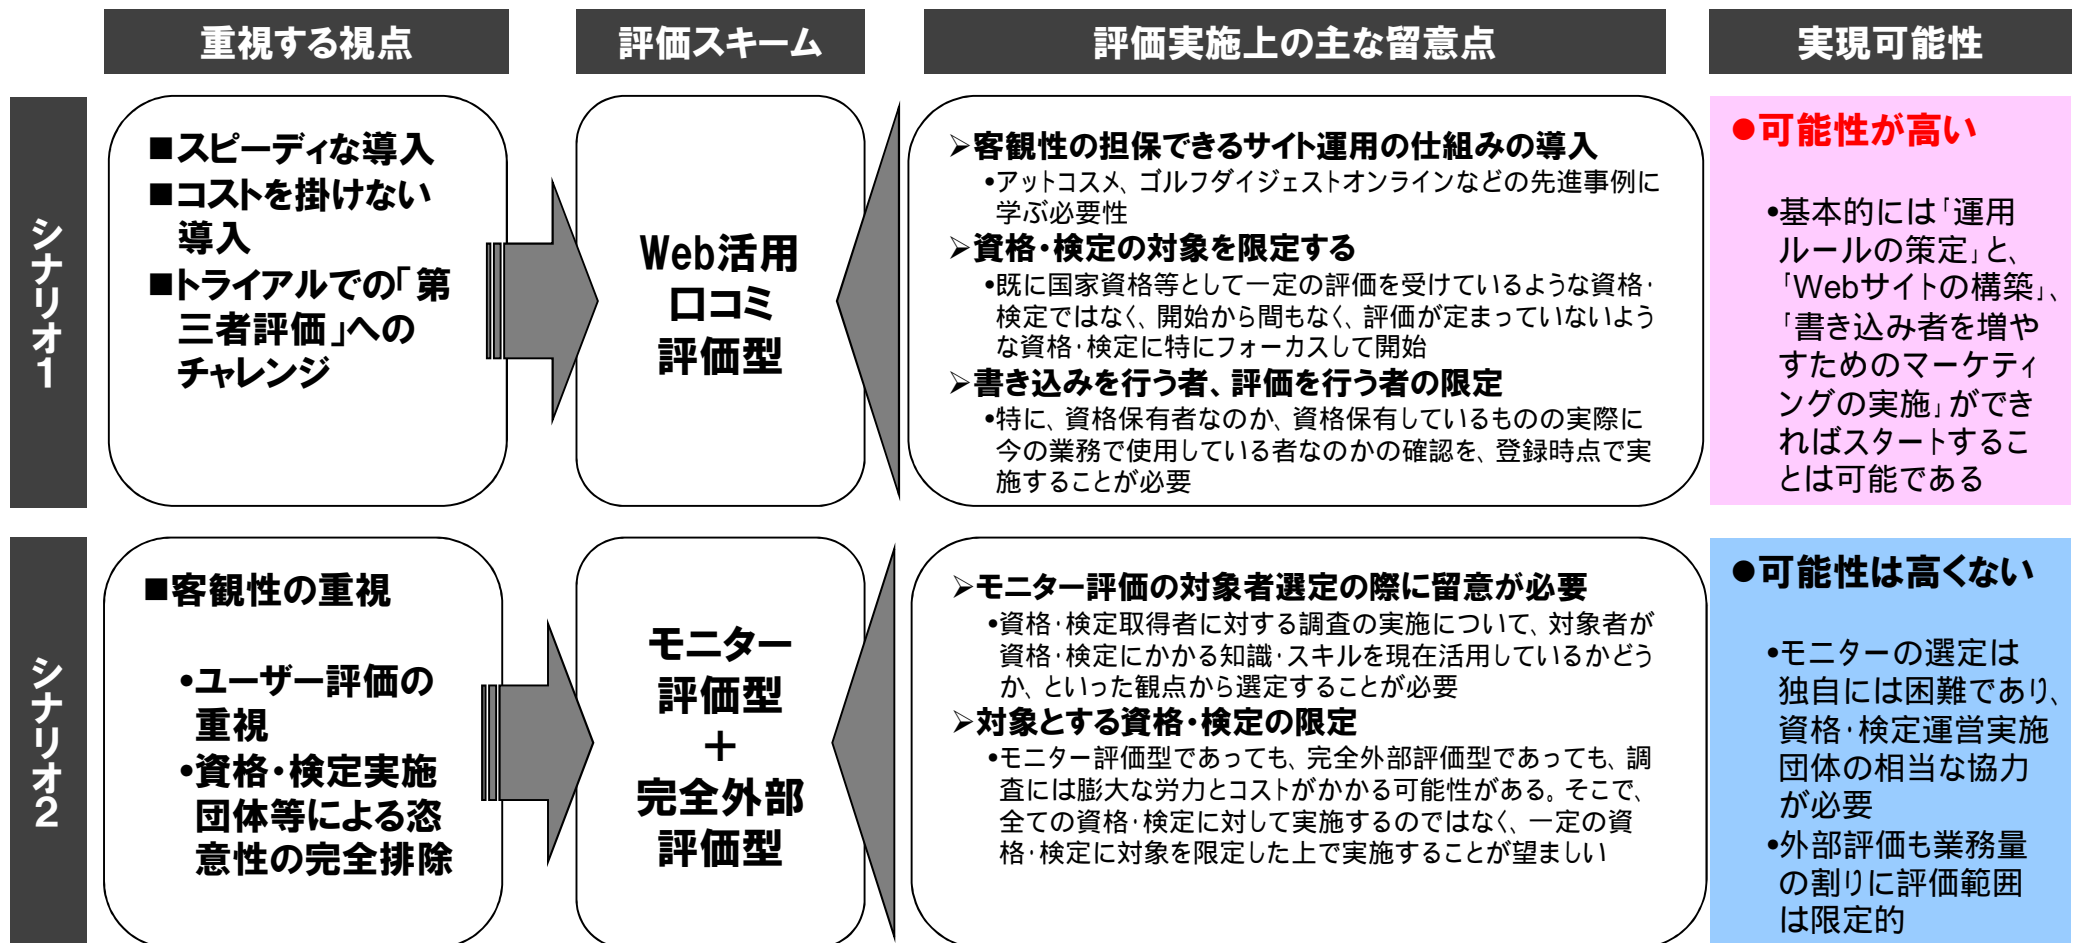 重視する視点
評価スキーム
評価実施上の主な留意点
実現可能性
シナリオ1
■スピーディな導入
■コストを掛けない
導入
■トライアルでの「第
三者評価」への
チャレンジ
Web活用
口コミ
評価型
➢客観性の担保できるサイト運用の仕組みの導入
•アットコスメ、ゴルフダイジェストオンラインなどの先進事例に
学ぶ必要性
➢資格・検定の対象を限定する
•既に国家資格等として一定の評価を受けているような資格・
検定ではなく、開始から間もなく、評価が定まっていないよう
な資格・検定に特にフォーカスして開始
➢書き込みを行う者、評価を行う者の限定
•特に、資格保有者なのか、資格保有しているものの実際に
今の業務で使用している者なのかの確認を、登録時点で実
施することが必要
●可能性が高い
•基本的には「運用
ルールの策定」と、
「Webサイトの構築」、
「書き込み者を増や
すためのマーケティ
ングの実施」ができ
ればスタートするこ
とは可能である
シナリオ2
■客観性の重視
•ユーザー評価の
重視
•資格・検定実施
団体等による恣
意性の完全排除
モニター
評価型
＋
完全外部
評価型
➢モニター評価の対象者選定の際に留意が必要
•資格・検定取得者に対する調査の実施について、対象者が
資格・検定にかかる知識・スキルを現在活用しているかどう
か、といった観点から選定することが必要
➢対象とする資格・検定の限定
•モニター評価型であっても、完全外部評価型であっても、調
査には膨大な労力とコストがかかる可能性がある。そこで、
全ての資格・検定に対して実施するのではなく、一定の資
格・検定に対象を限定した上で実施することが望ましい
●可能性は高くない
•モニターの選定は
独自には困難であり、
資格・検定運営実施
団体の相当な協力
が必要
•外部評価も業務量
の割りに評価範囲
は限定的